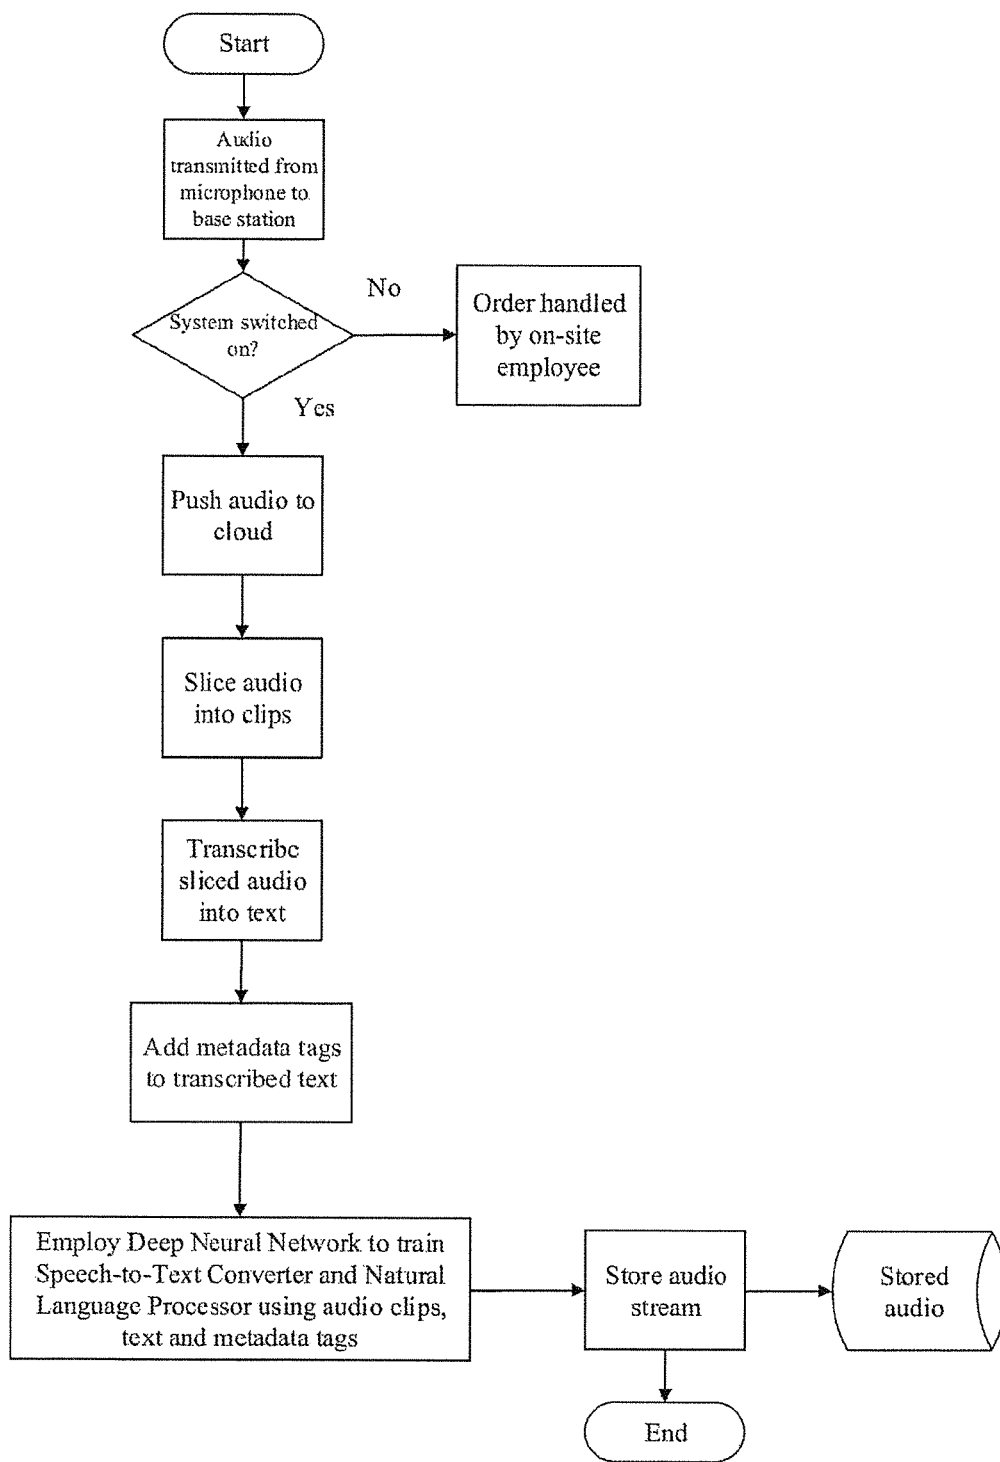 Start
Audio
transmitted from
microphone to
base station
System switched
on?
No
Order handled
by on-site
employee
Yes
Push audio to
cloud
Slice audio
into clips
Transcribe
sliced audio
into text
Add metadata tags
to transcribed text
Employ Deep Neural Network to train
Speech-to-Text Converter and Natural
Language Processor using audio clips,
text and metadata tags
Store audio
stream
Stored
audio
End